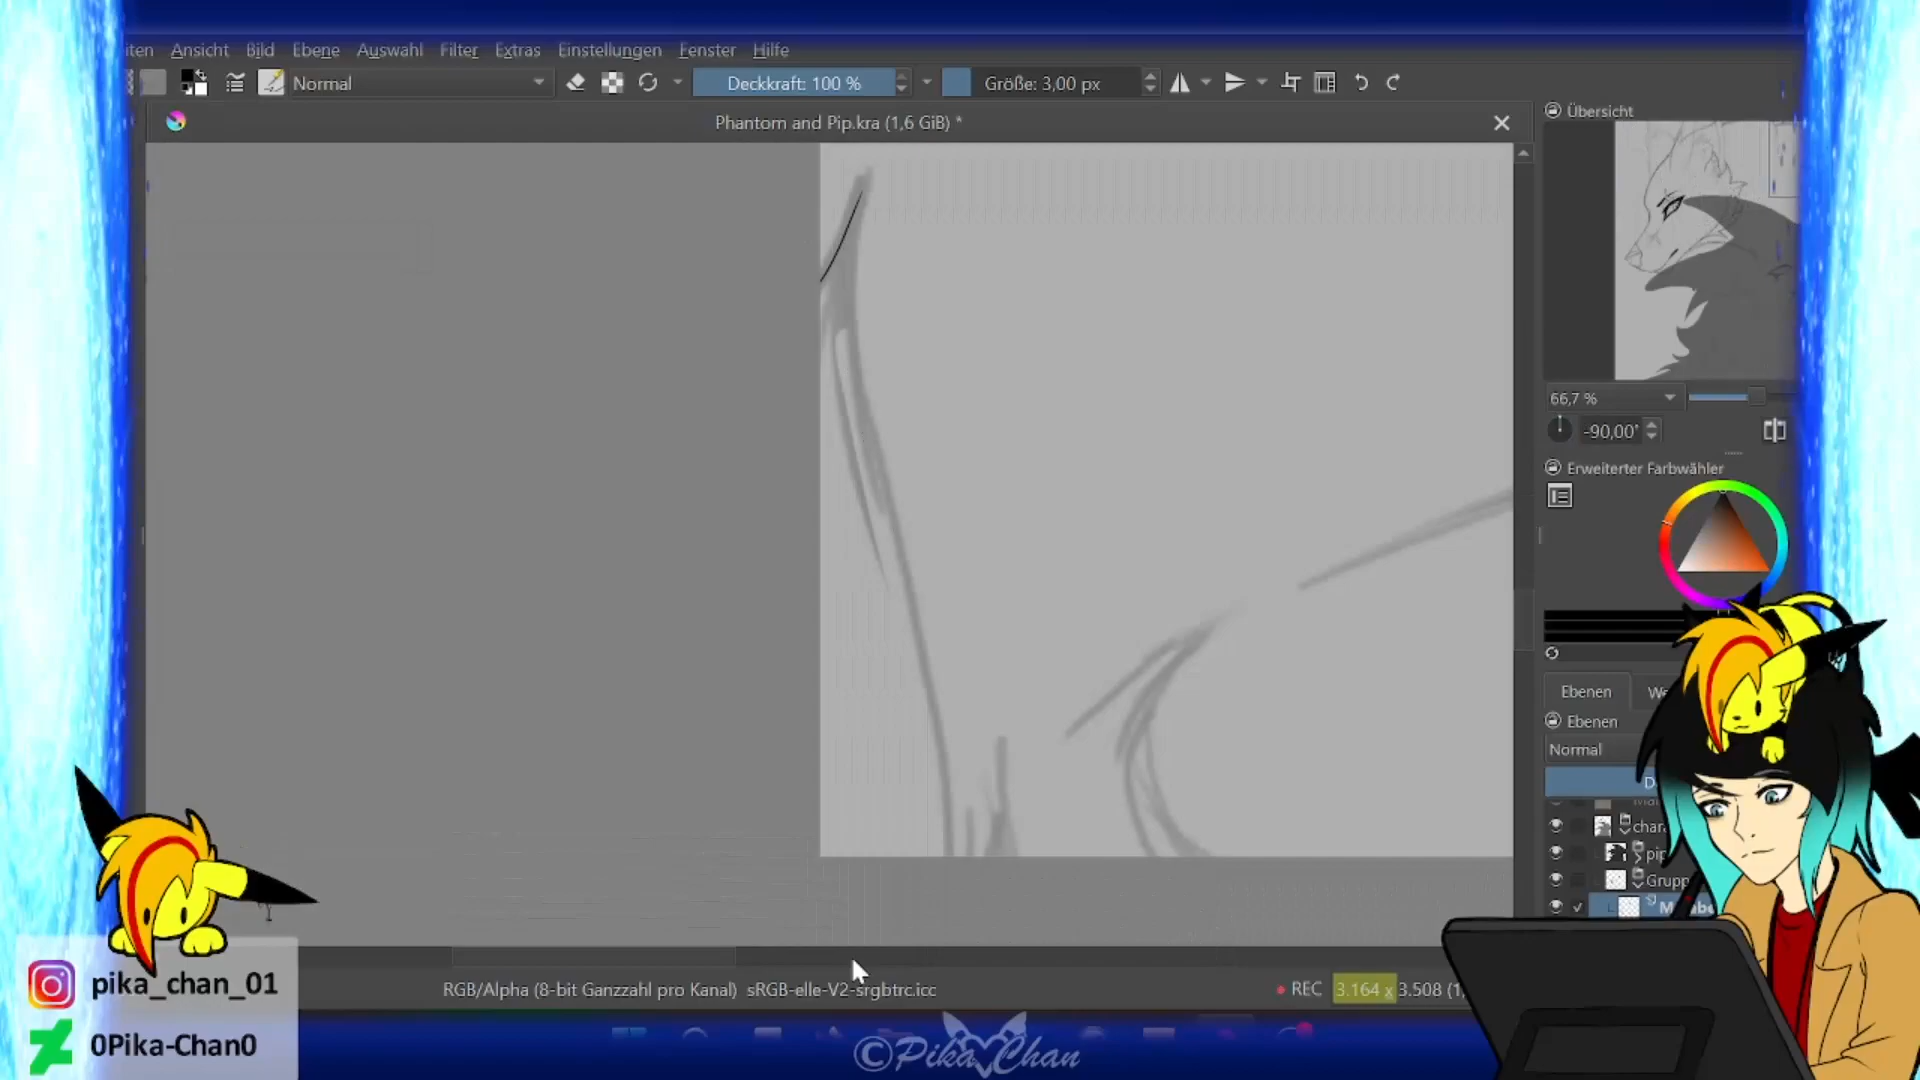 iten Ansicht Bild Ebene Auswahl Filter Extras Einstellungen Fenster Hilfe
Normal Deckkraft: 100 % Größe: 3,00 px
Phantom and Pip.kra (1,6 GiB) *
Übersicht
66,7 %
-90,00°
Erweiterter Farbwähler
Ebenen We
Ebenen
Normal
D
char
pip
Grupp
RGB/Alpha (8-bit Ganzzahl pro Kanal) sRGB-elle-V2-srgbtrc.icc
REC 3.164 x 3.508 (1,
pika_chan_01
0Pika-Chan0
©Pika Chan